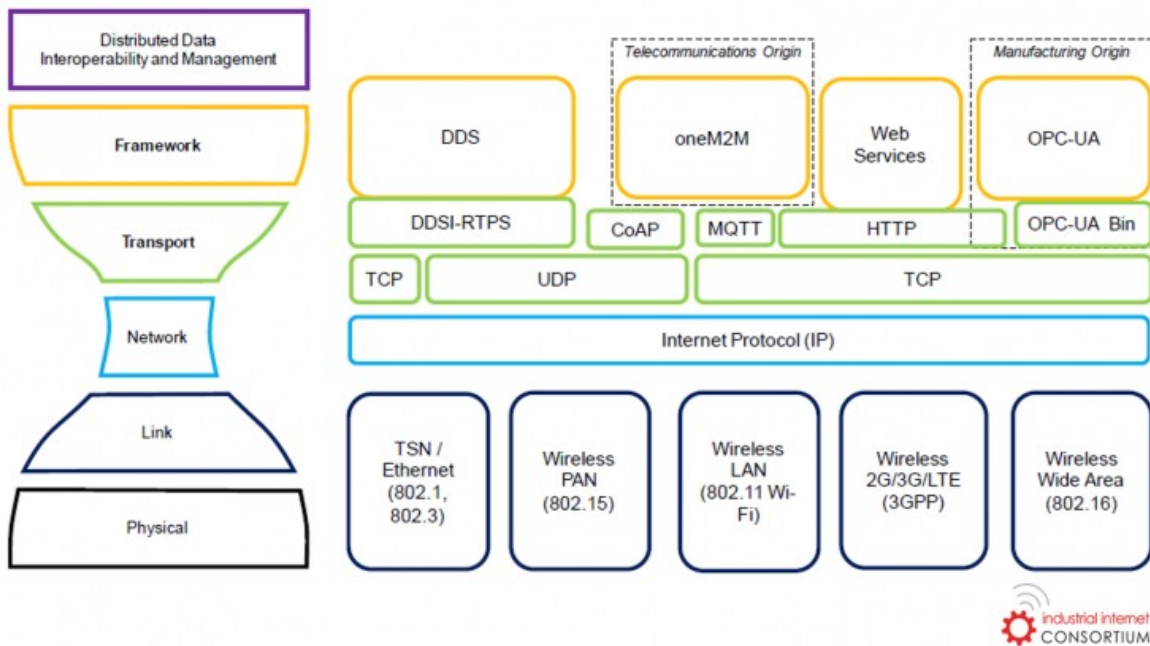 Distributed Data
Interoperability and Management
Framework
Transport
Network
Link
Physical
Telecommunications Origin
Manufacturing Origin
DDS
oneM2M
Web
Services
OPC-UA
DDSI-RTPS
CoAP
MQTT
HTTP
OPC-UA Bin
TCP
UDP
TCP
Internet Protocol (IP)
TSN /
Ethernet
(802.1,
802.3)
Wireless
PAN
(802.15)
Wireless
LAN
(802.11 Wi-
Fi)
Wireless
2G/3G/LTE
(3GPP)
Wireless
Wide Area
(802.16)
industrial internet
CONSORTIUM